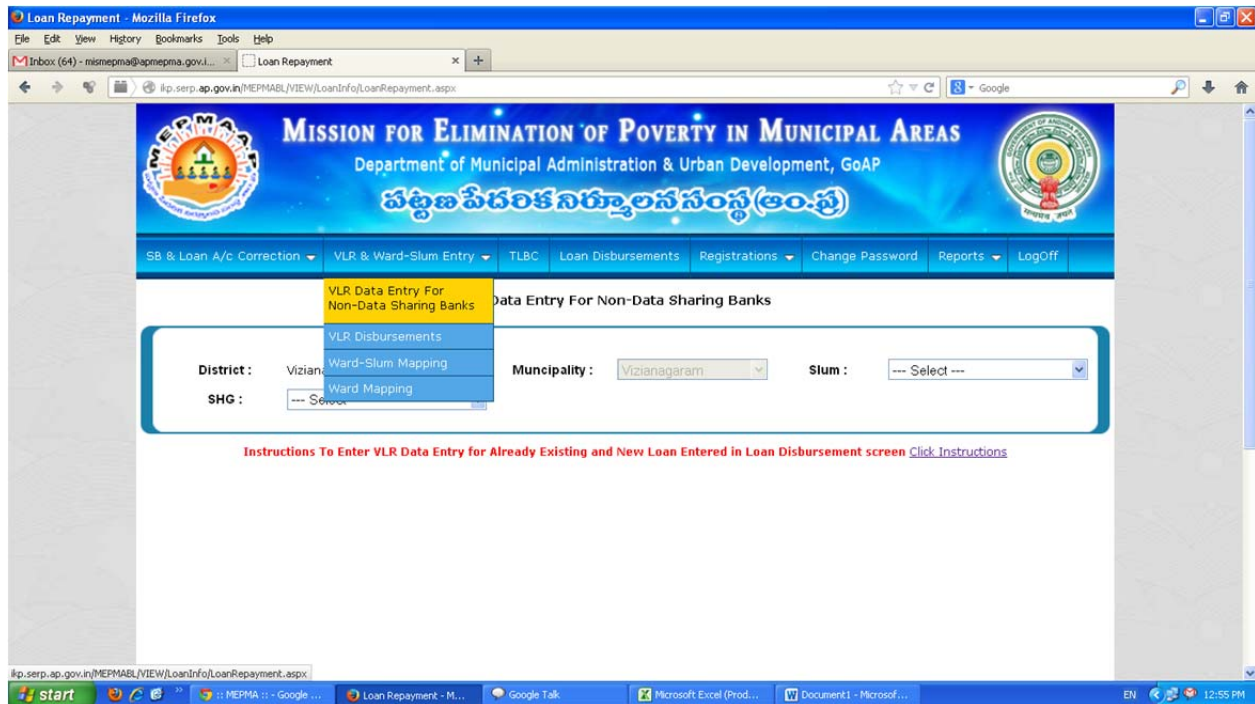 Loan Repayment - Mozilla Firefox
File Edit View History Bookmarks Tools Help
Inbox (64) - mismepma@apmepma.gov.i... Loan Repayment
ikp.serp.ap.gov.in/MEPMABL/VIEW/LoanInfo/LoanRepayment.aspx Google
MEPMA AP
MISSION FOR ELIMINATION OF POVERTY IN MUNICIPAL AREAS
Department of Municipal Administration & Urban Development, GoAP
పట్టణ పేదరిక నిర్మూలన సంస్థ (ఆం.ప్ర)
SB & Loan A/c Correction VLR & Ward-Slum Entry TLBC Loan Disbursements Registrations Change Password Reports LogOff
VLR Data Entry For
Non-Data Sharing Banks
Data Entry For Non-Data Sharing Banks
VLR Disbursements
Ward-Slum Mapping
Ward Mapping
District : Vizian Muncipality : Vizianagaram Slum : --- Select ---
SHG : --- Select
Instructions To Enter VLR Data Entry for Already Existing and New Loan Entered in Loan Disbursement screen Click Instructions
ikp.serp.ap.gov.in/MEPMABL/VIEW/LoanInfo/LoanRepayment.aspx
start :: MEPMA :: - Google ... Loan Repayment - M... Google Talk Microsoft Excel (Prod... Document1 - Microsof... EN 12:55 PM